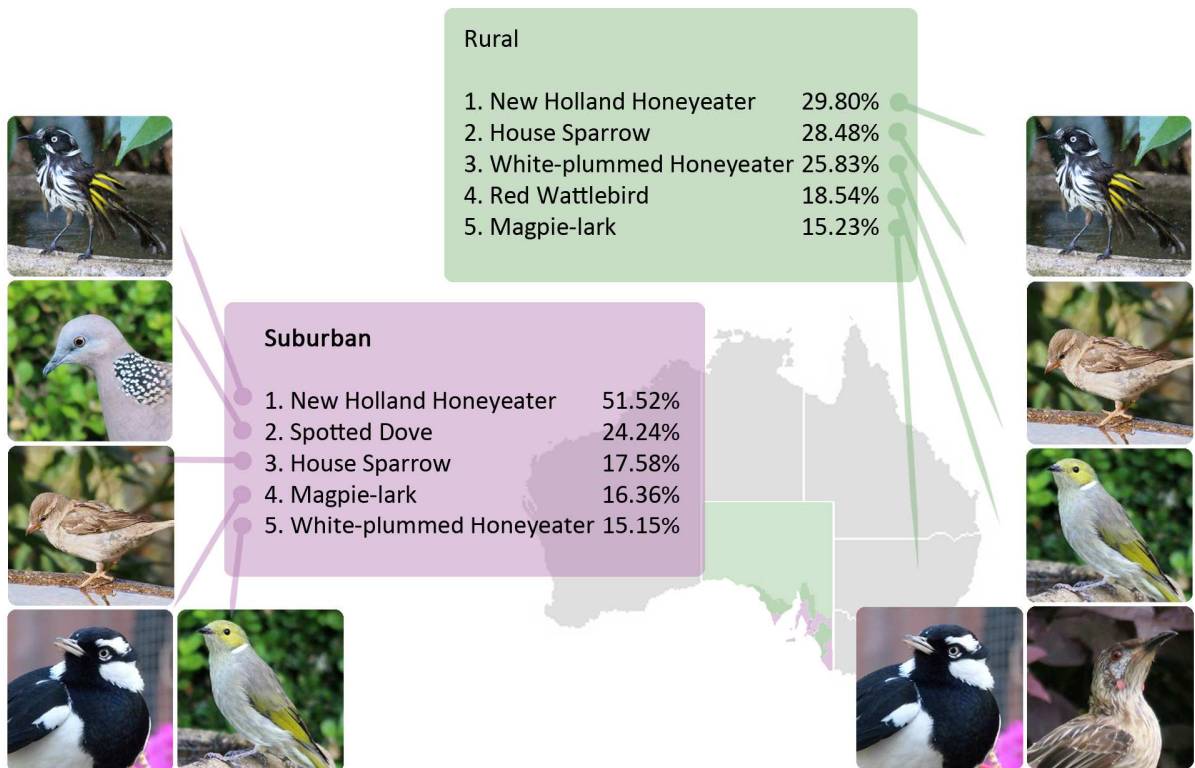 Rural
1. New Holland Honeyeater 29.80%
2. House Sparrow 28.48%
3. White-plummed Honeyeater 25.83%
4. Red Wattlebird 18.54%
5. Magpie-lark 15.23%
Suburban
1. New Holland Honeyeater 51.52%
2. Spotted Dove 24.24%
3. House Sparrow 17.58%
4. Magpie-lark 16.36%
5. White-plummed Honeyeater 15.15%